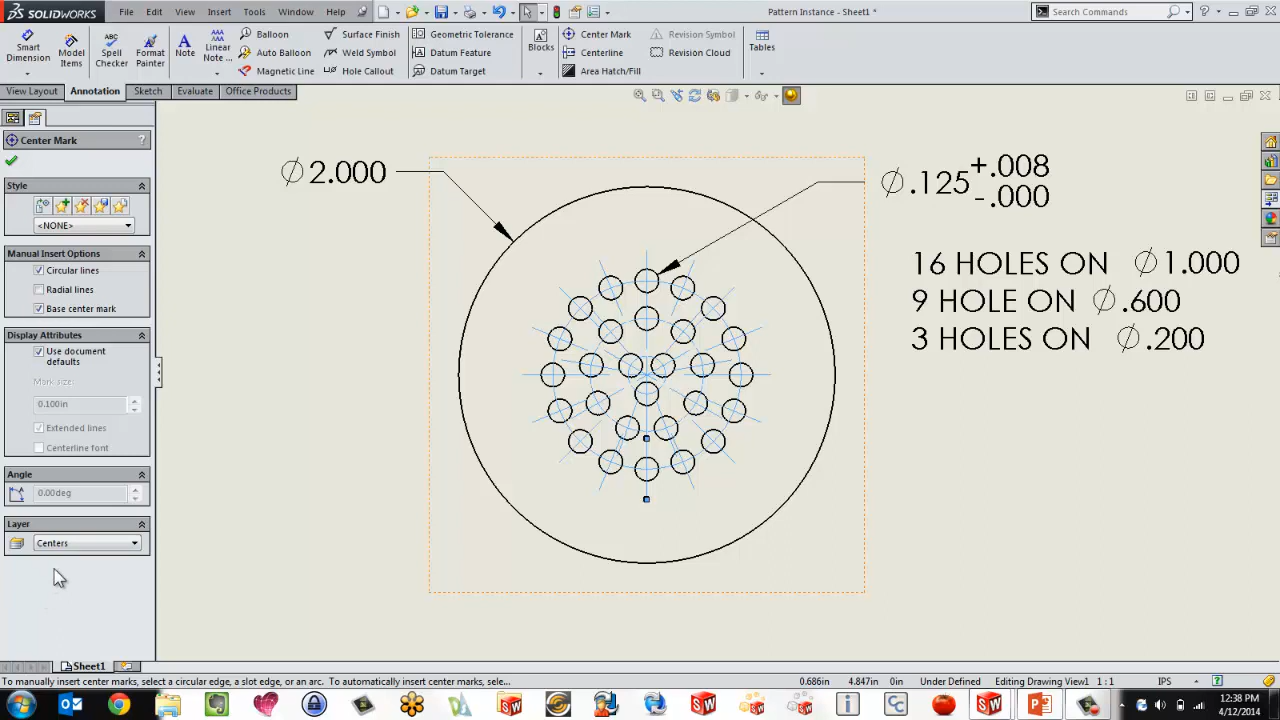 SOLIDWORKS File Edit View Insert Tools Window Help Pattern Instance - Sheet1 * Search Commands
Smart Dimension
Model Items
Spell Checker
Format Painter
Note
Linear Note ...
Balloon
Auto Balloon
Magnetic Line
Surface Finish
Weld Symbol
Hole Callout
Geometric Tolerance
Datum Feature
Datum Target
Blocks
Center Mark
Centerline
Area Hatch/Fill
Revision Symbol
Revision Cloud
Tables
View Layout Annotation Sketch Evaluate Office Products
Center Mark ?
Style
<NONE>
Manual Insert Options
Circular lines
Radial lines
Base center mark
Display Attributes
Use document
defaults
Mark size:
0.100in
Extended lines
Centerline font
Angle
0.00deg
Layer
Centers
∅2.000
∅.125 +.008
-.000
16 HOLES ON ∅1.000
9 HOLE ON ∅.600
3 HOLES ON ∅.200
Sheet1
To manually insert center marks, select a circular edge, a slot edge, or an arc. To automatically insert center marks, sele... 0.686in 4.847in 0in Under Defined Editing Drawing View1 1 : 1 IPS
12:38 PM
4/12/2014